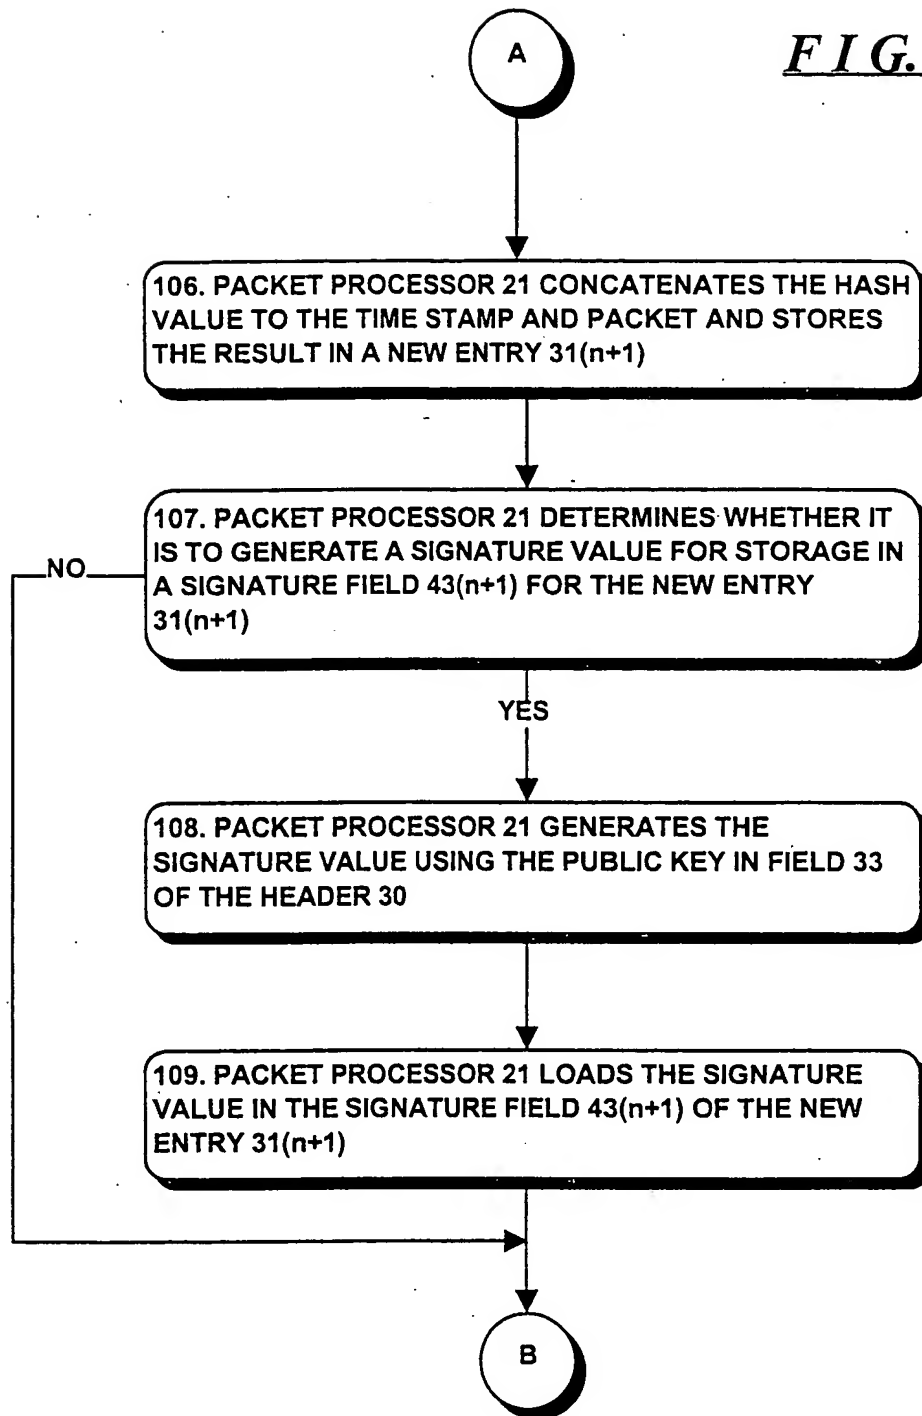 A
FIG.
106. PACKET PROCESSOR 21 CONCATENATES THE HASH
VALUE TO THE TIME STAMP AND PACKET AND STORES
THE RESULT IN A NEW ENTRY 31(n+1)
107. PACKET PROCESSOR 21 DETERMINES WHETHER IT
IS TO GENERATE A SIGNATURE VALUE FOR STORAGE IN
A SIGNATURE FIELD 43(n+1) FOR THE NEW ENTRY
31(n+1)
NO
YES
108. PACKET PROCESSOR 21 GENERATES THE
SIGNATURE VALUE USING THE PUBLIC KEY IN FIELD 33
OF THE HEADER 30
109. PACKET PROCESSOR 21 LOADS THE SIGNATURE
VALUE IN THE SIGNATURE FIELD 43(n+1) OF THE NEW
ENTRY 31(n+1)
B